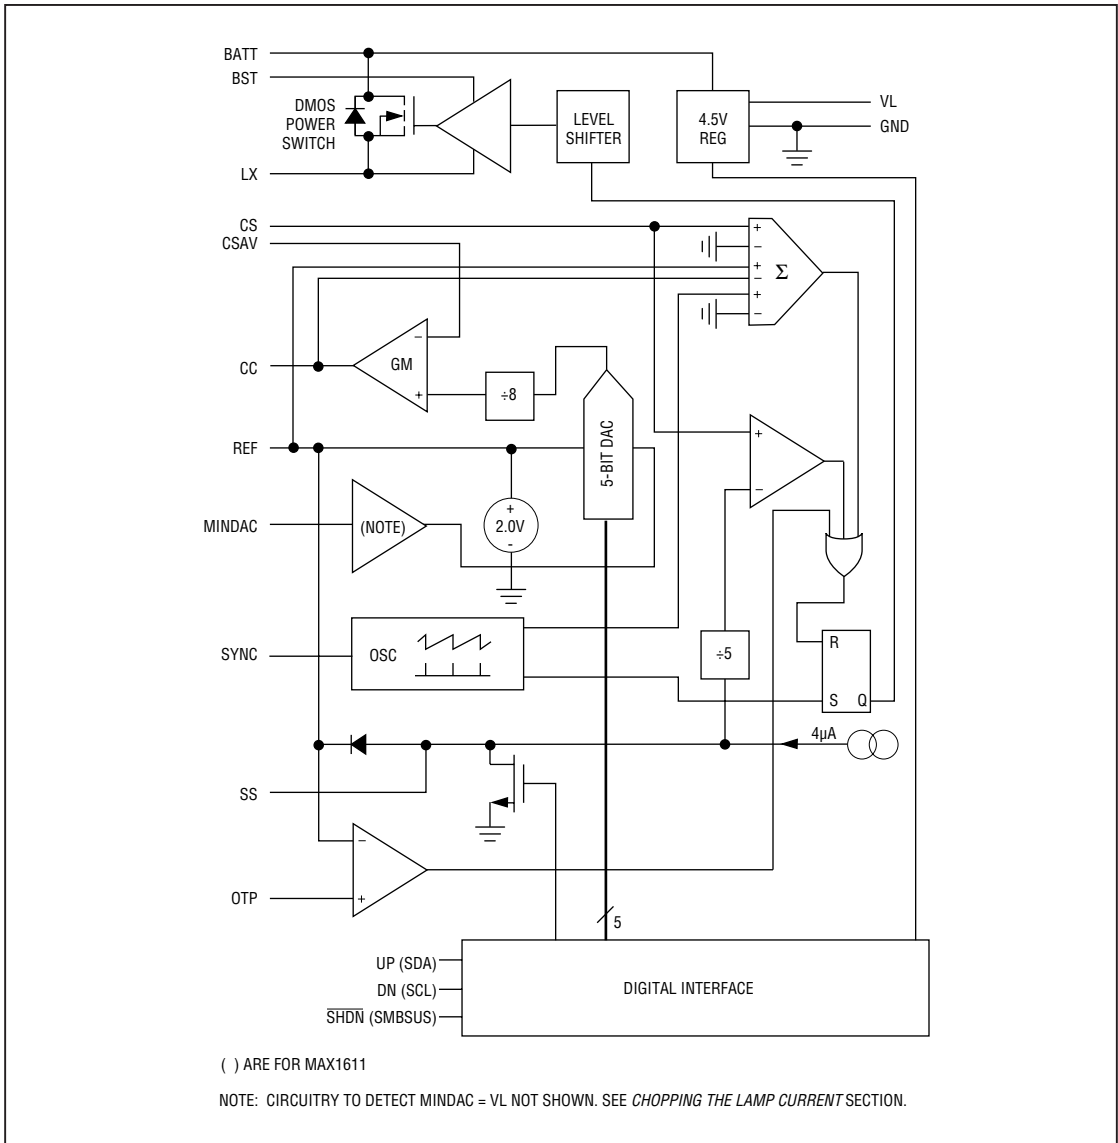 BATT
BST
DMOS
POWER
SWITCH
LEVEL
SHIFTER
4.5V
REG
VL
GND
LX
CS
CSAV
+
−
+
−
+
−
Σ
CC
−
GM
+
÷8
5-BIT DAC
REF
+
2.0V
-
+
−
MINDAC
(NOTE)
SYNC
OSC
÷5
R
S Q
4µA
SS
−
+
OTP
5
UP (SDA)
DN (SCL)
SHDN (SMBSUS)
DIGITAL INTERFACE
( ) ARE FOR MAX1611
NOTE: CIRCUITRY TO DETECT MINDAC = VL NOT SHOWN. SEE CHOPPING THE LAMP CURRENT SECTION.